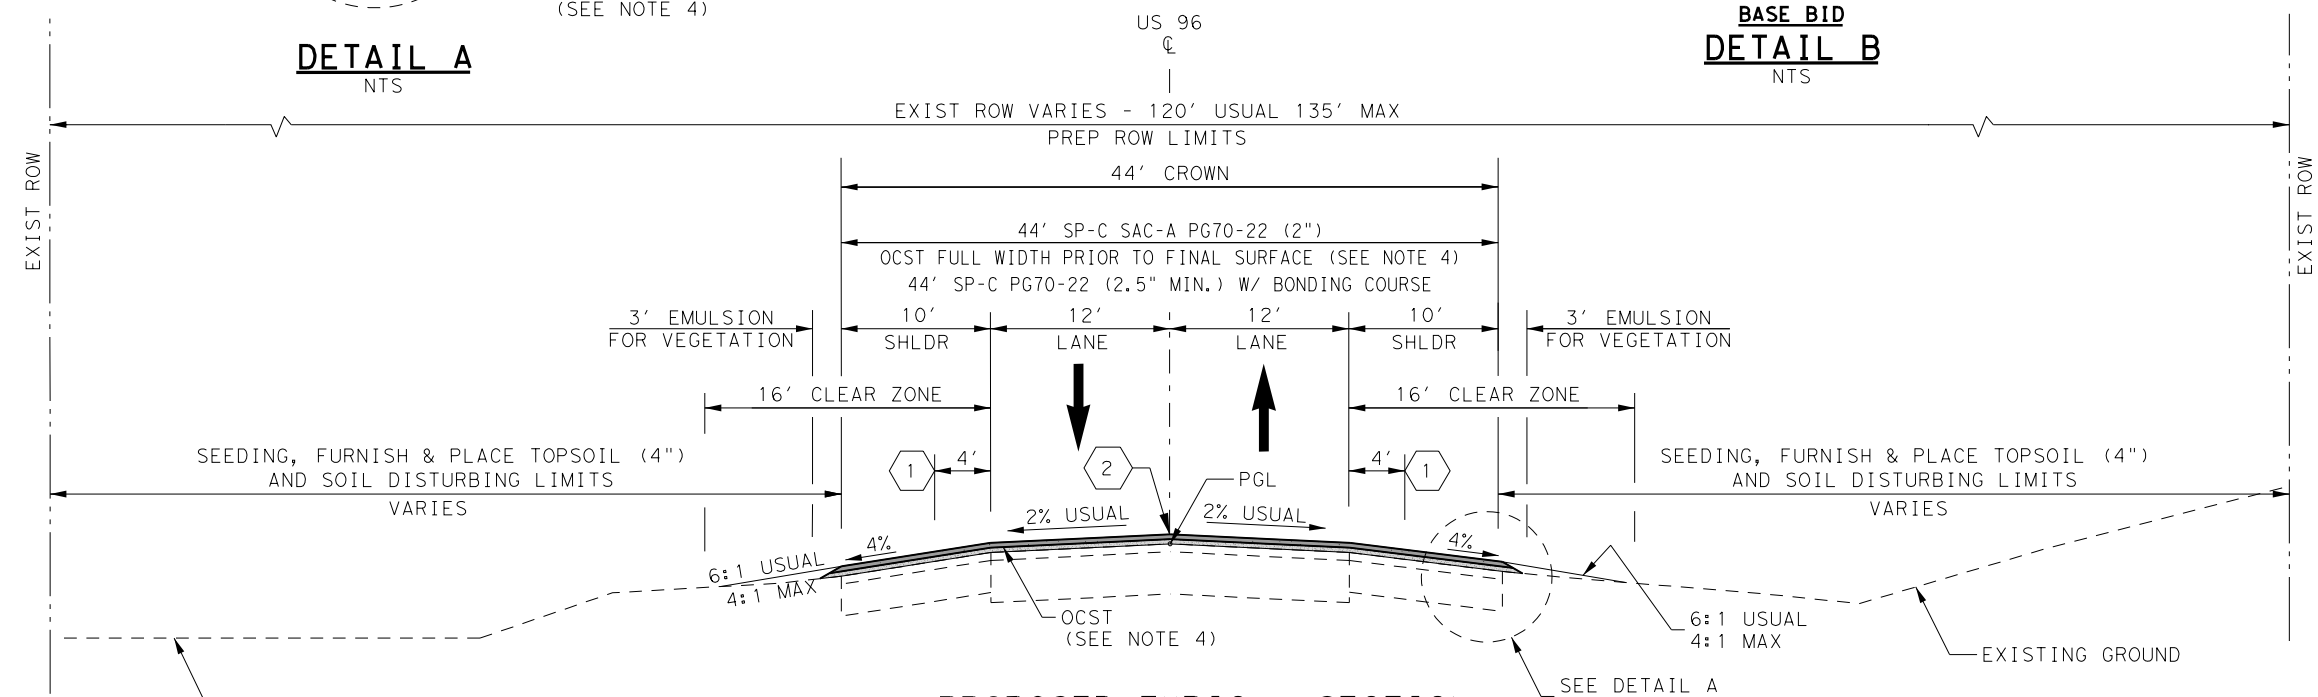 (SEE NOTE 4)
DETAIL A
NTS
US 96
℄
BASE BID
DETAIL B
NTS
EXIST ROW VARIES - 120' USUAL 135' MAX
PREP ROW LIMITS
EXIST ROW
EXIST ROW
44' CROWN
44' SP-C SAC-A PG70-22 (2")
OCST FULL WIDTH PRIOR TO FINAL SURFACE (SEE NOTE 4)
44' SP-C PG70-22 (2.5" MIN.) W/ BONDING COURSE
3' EMULSION
FOR VEGETATION
10'
SHLDR
12'
LANE
12'
LANE
10'
SHLDR
3' EMULSION
FOR VEGETATION
16' CLEAR ZONE
16' CLEAR ZONE
SEEDING, FURNISH & PLACE TOPSOIL (4")
AND SOIL DISTURBING LIMITS
VARIES
1
4'
2
PGL
4'
1
SEEDING, FURNISH & PLACE TOPSOIL (4")
AND SOIL DISTURBING LIMITS
VARIES
2% USUAL
2% USUAL
4%
4%
6:1 USUAL
4:1 MAX
OCST
(SEE NOTE 4)
6:1 USUAL
4:1 MAX
EXISTING GROUND
SEE DETAIL A